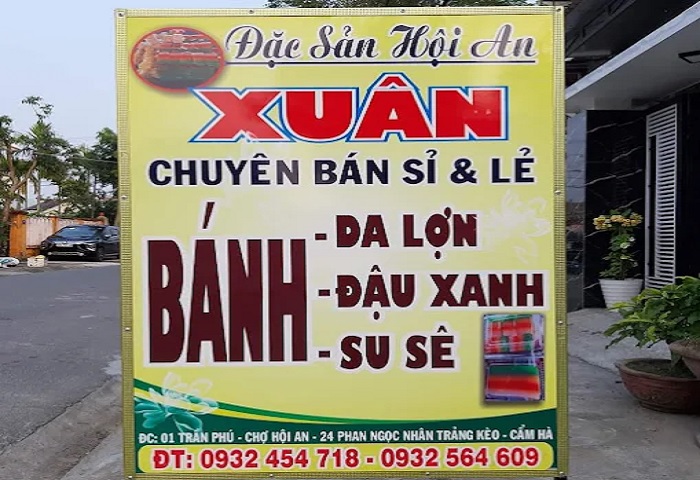 Đặc Sản Hội An
XUÂN
CHUYÊN BÁN SỈ & LẺ
BÁNH
- DA LỢN
- ĐẬU XANH
- SU SÊ
ĐC: 01 TRẦN PHÚ - CHỢ HỘI AN - 24 PHAN NGỌC NHÂN TRẢNG KÈO - CẨM HÀ
ĐT: 0932 454 718 - 0932 564 609